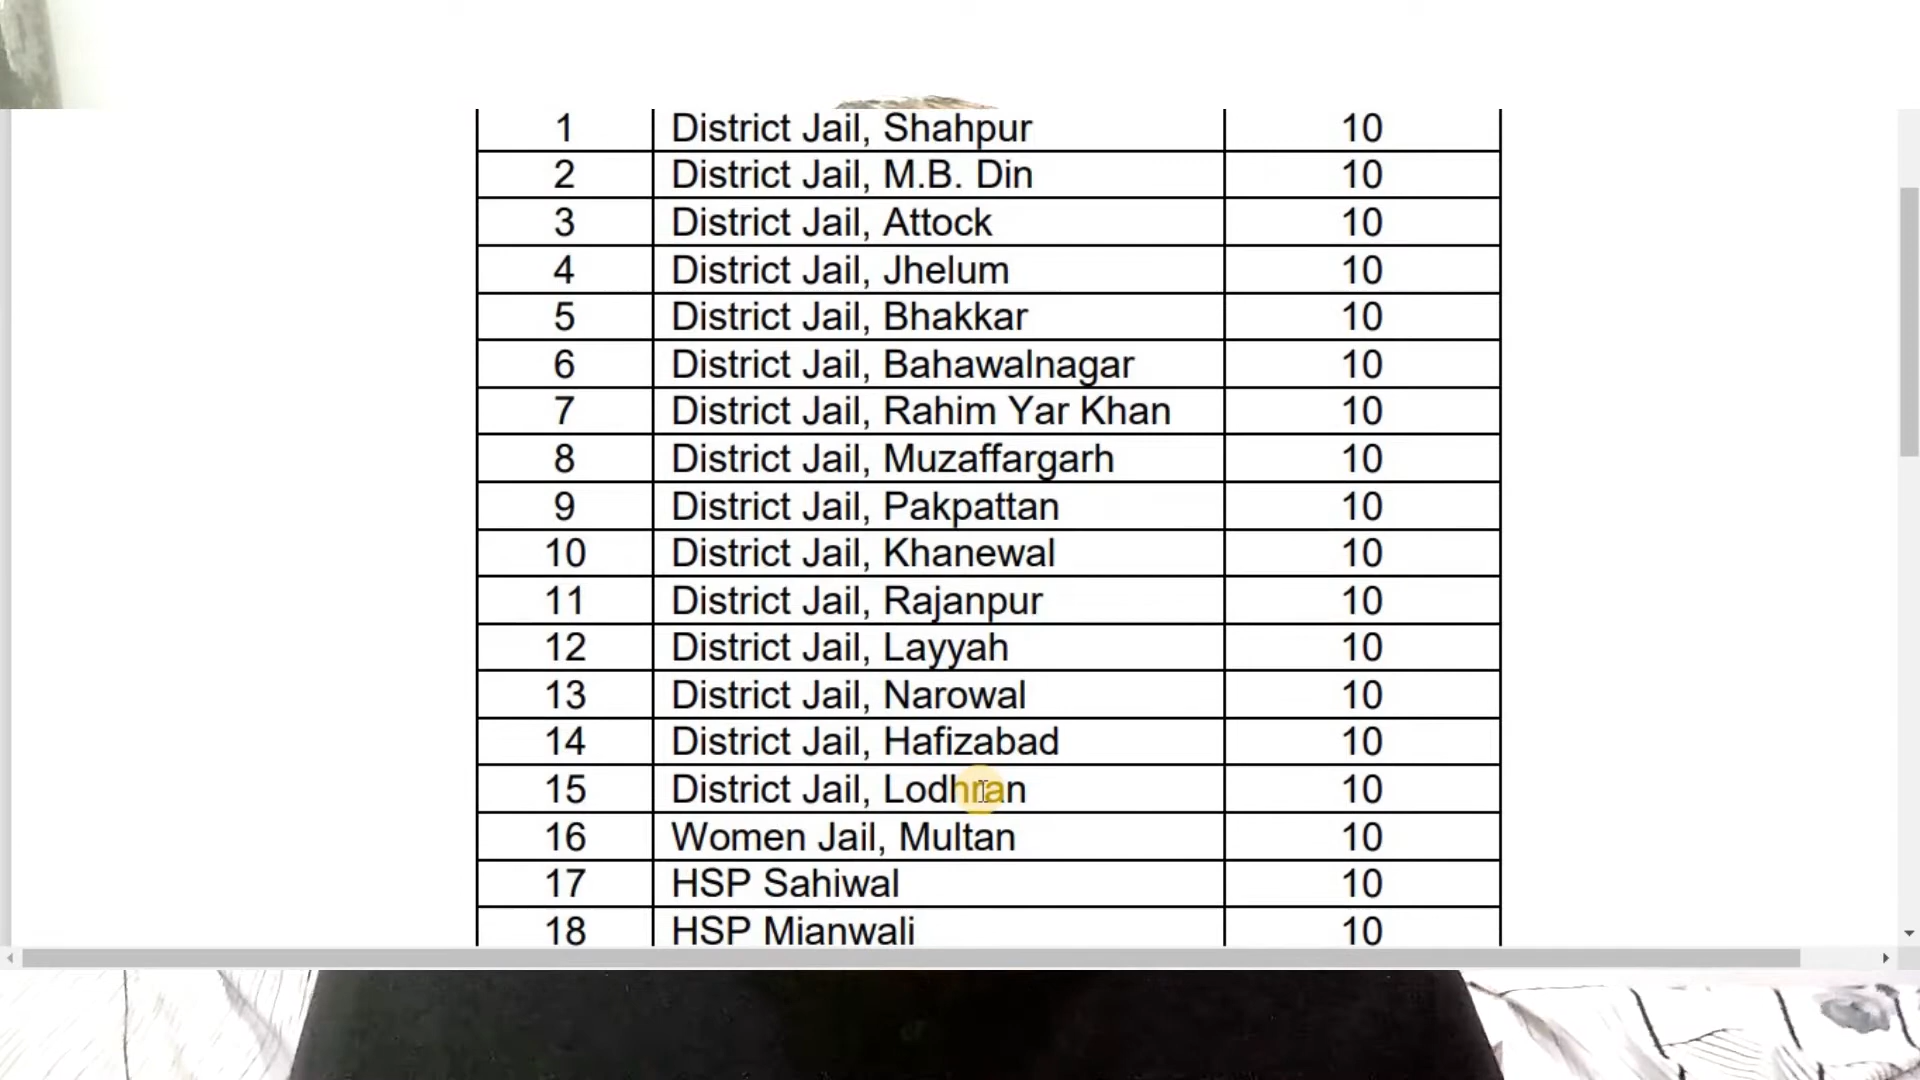 1 District Jail, Shahpur 10
2 District Jail, M.B. Din 10
3 District Jail, Attock 10
4 District Jail, Jhelum 10
5 District Jail, Bhakkar 10
6 District Jail, Bahawalnagar 10
7 District Jail, Rahim Yar Khan 10
8 District Jail, Muzaffargarh 10
9 District Jail, Pakpattan 10
10 District Jail, Khanewal 10
11 District Jail, Rajanpur 10
12 District Jail, Layyah 10
13 District Jail, Narowal 10
14 District Jail, Hafizabad 10
15 District Jail, Lodhran 10
16 Women Jail, Multan 10
17 HSP Sahiwal 10
18 HSP Mianwali 10